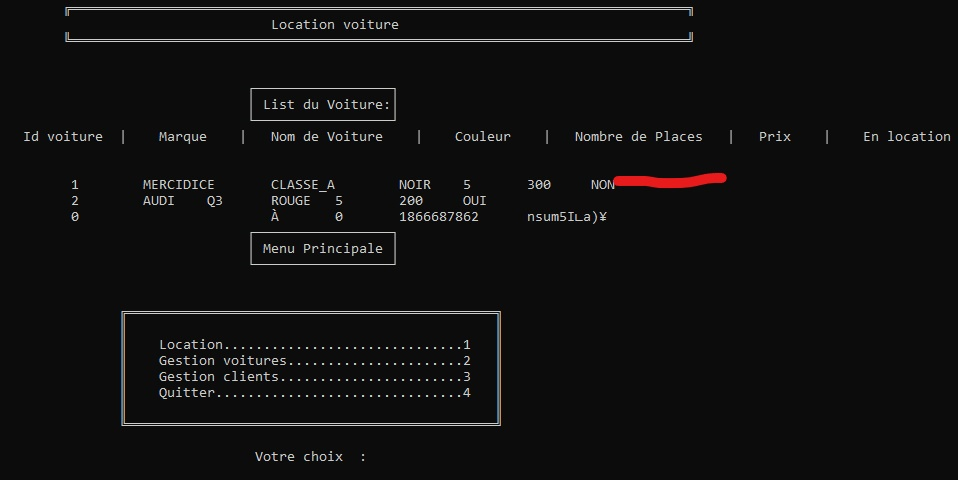 Location voiture
List du Voiture:
Id voiture | Marque | Nom de Voiture | Couleur | Nombre de Places | Prix | En location
1 MERCIDICE CLASSE_A NOIR 5 300 NON
2 AUDI Q3 ROUGE 5 200 OUI
0 À 0 1866687862 nsum5I∟a)¥
Menu Principale
Location..............................1
Gestion voitures......................2
Gestion clients.......................3
Quitter...............................4
Votre choix :